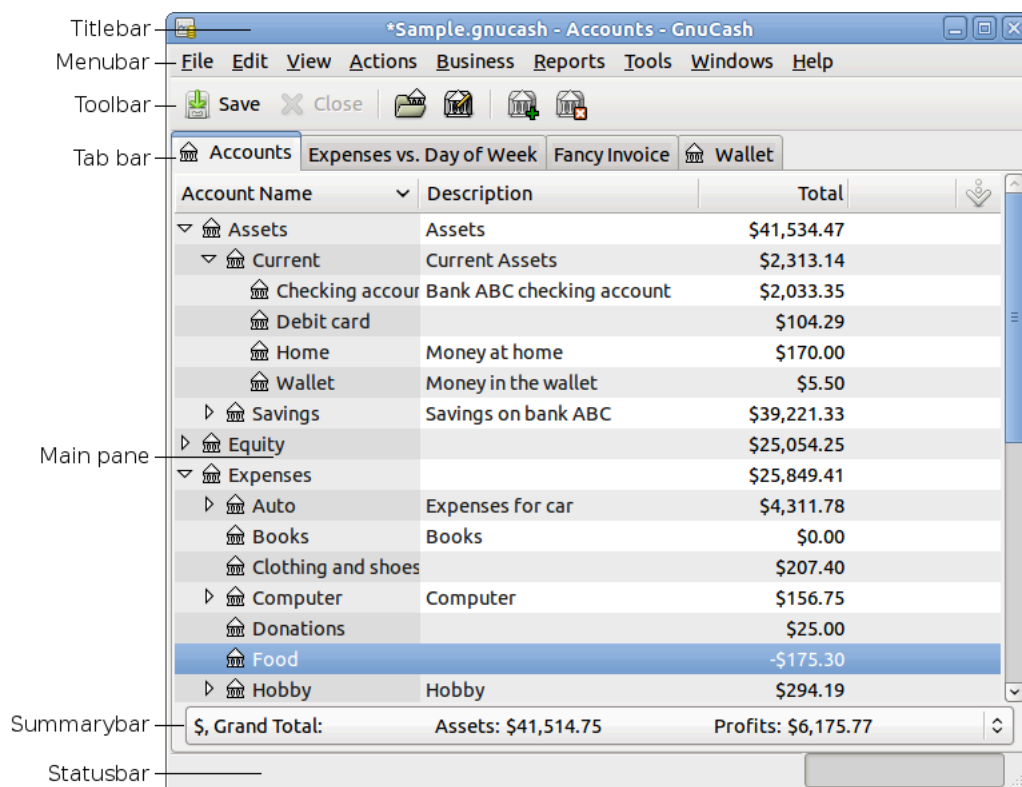 Titlebar
*Sample.gnucash - Accounts - GnuCash
Menubar
File Edit View Actions Business Reports Tools Windows Help
Toolbar
Save Close
Tab bar
Accounts Expenses vs. Day of Week Fancy Invoice Wallet
Account Name Description Total
Assets Assets $41,534.47
Current Current Assets $2,313.14
Checking accour Bank ABC checking account $2,033.35
Debit card $104.29
Home Money at home $170.00
Wallet Money in the wallet $5.50
Savings Savings on bank ABC $39,221.33
Main pane
Equity $25,054.25
Expenses $25,849.41
Auto Expenses for car $4,311.78
Books Books $0.00
Clothing and shoes $207.40
Computer Computer $156.75
Donations $25.00
Food -$175.30
Hobby Hobby $294.19
Summarybar
$, Grand Total: Assets: $41,514.75 Profits: $6,175.77
Statusbar